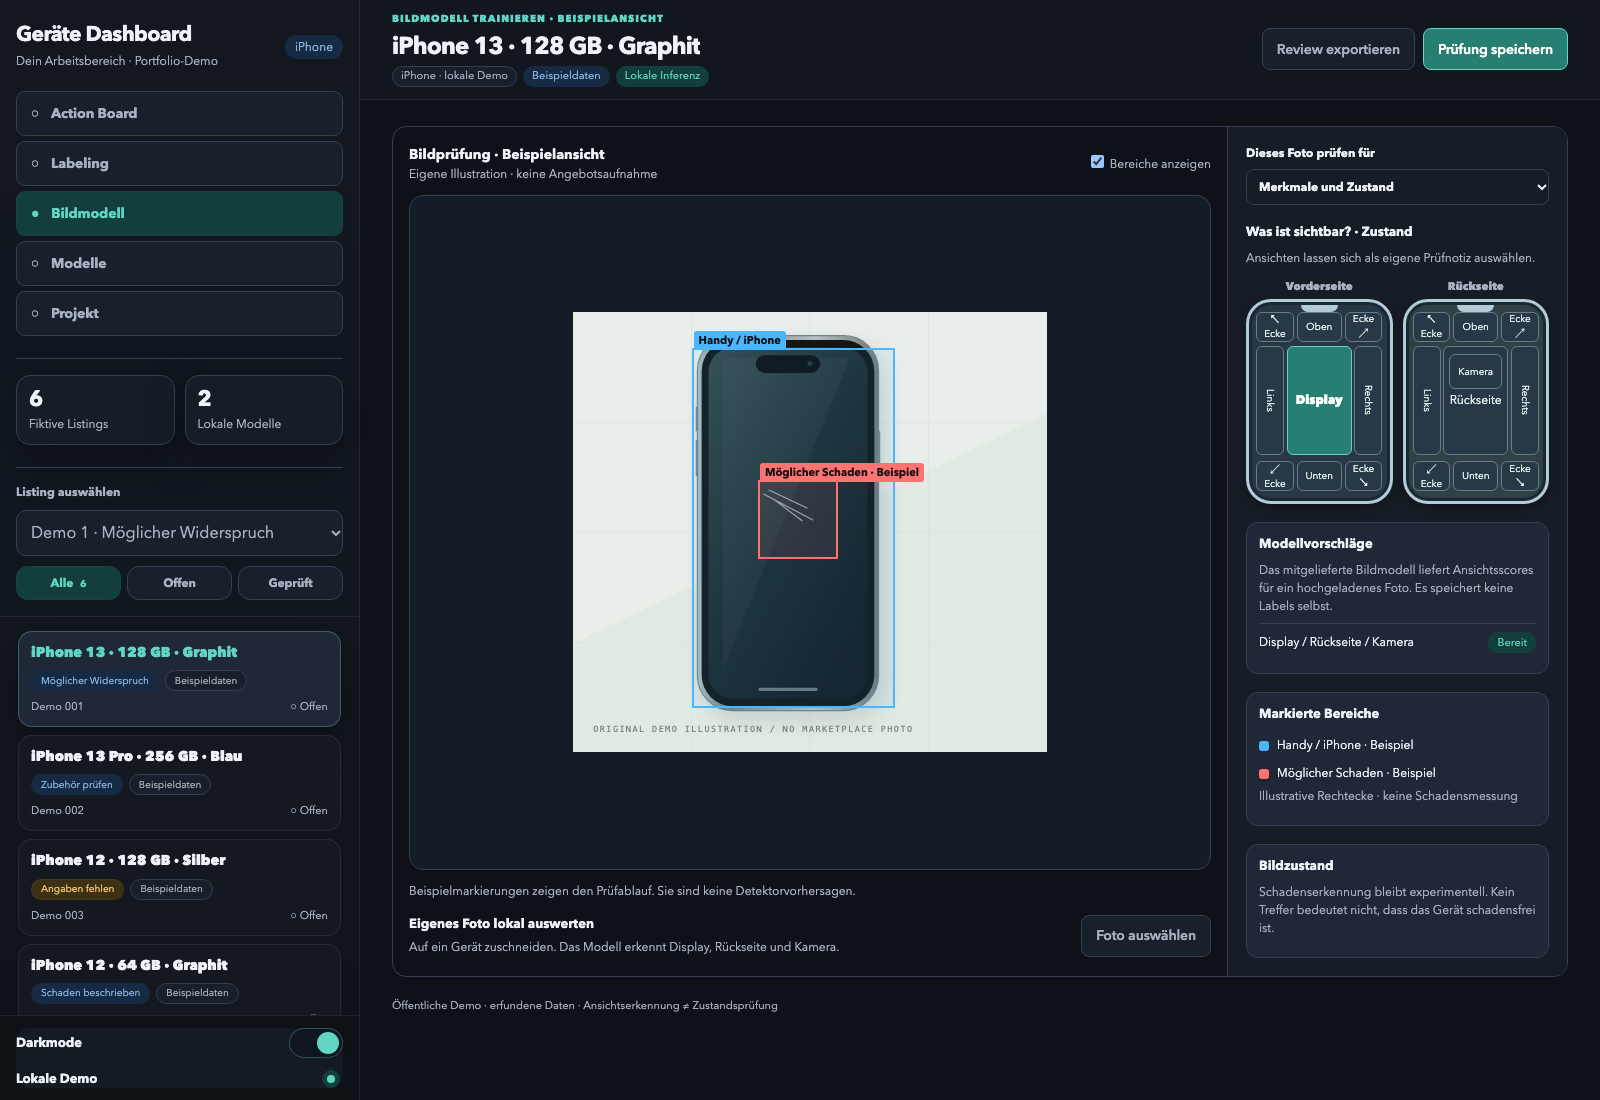 Geräte Dashboard
Dein Arbeitsbereich · Portfolio-Demo
iPhone
Action Board
Labeling
Bildmodell
Modelle
Projekt
6
Fiktive Listings
2
Lokale Modelle
Listing auswählen
Demo 1 · Möglicher Widerspruch
Alle 6
Offen
Geprüft
iPhone 13 · 128 GB · Graphit
Möglicher Widerspruch
Beispieldaten
Demo 001
Offen
iPhone 13 Pro · 256 GB · Blau
Zubehör prüfen
Beispieldaten
Demo 002
Offen
iPhone 12 · 128 GB · Silber
Angaben fehlen
Beispieldaten
Demo 003
Offen
iPhone 12 · 64 GB · Graphit
Schaden beschrieben
Beispieldaten
Darkmode
Lokale Demo
BILDMODELL TRAINIEREN · BEISPIELANSICHT
iPhone 13 · 128 GB · Graphit
iPhone · lokale Demo
Beispieldaten
Lokale Inferenz
Review exportieren
Prüfung speichern
Bildprüfung · Beispielansicht
Eigene Illustration · keine Angebotsaufnahme
Bereiche anzeigen
Handy / iPhone
Möglicher Schaden · Beispiel
ORIGINAL DEMO ILLUSTRATION / NO MARKETPLACE PHOTO
Beispielmarkierungen zeigen den Prüfablauf. Sie sind keine Detektorvorhersagen.
Eigenes Foto lokal auswerten
Auf ein Gerät zuschneiden. Das Modell erkennt Display, Rückseite und Kamera.
Foto auswählen
Öffentliche Demo · erfundene Daten · Ansichtserkennung ≠ Zustandsprüfung
Dieses Foto prüfen für
Merkmale und Zustand
Was ist sichtbar? · Zustand
Ansichten lassen sich als eigene Prüfnotiz auswählen.
Vorderseite
↖ Ecke
Oben
Ecke ↗
Links
Display
Rechts
↙ Ecke
Unten
Ecke ↘
Rückseite
↖ Ecke
Oben
Ecke ↗
Links
Kamera
Rückseite
Rechts
↙ Ecke
Unten
Ecke ↘
Modellvorschläge
Das mitgelieferte Bildmodell liefert Ansichtsscores
für ein hochgeladenes Foto. Es speichert keine
Labels selbst.
Display / Rückseite / Kamera
Bereit
Markierte Bereiche
Handy / iPhone · Beispiel
Möglicher Schaden · Beispiel
Illustrative Rechtecke · keine Schadensmessung
Bildzustand
Schadenserkennung bleibt experimentell. Kein
Treffer bedeutet nicht, dass das Gerät schadensfrei
ist.